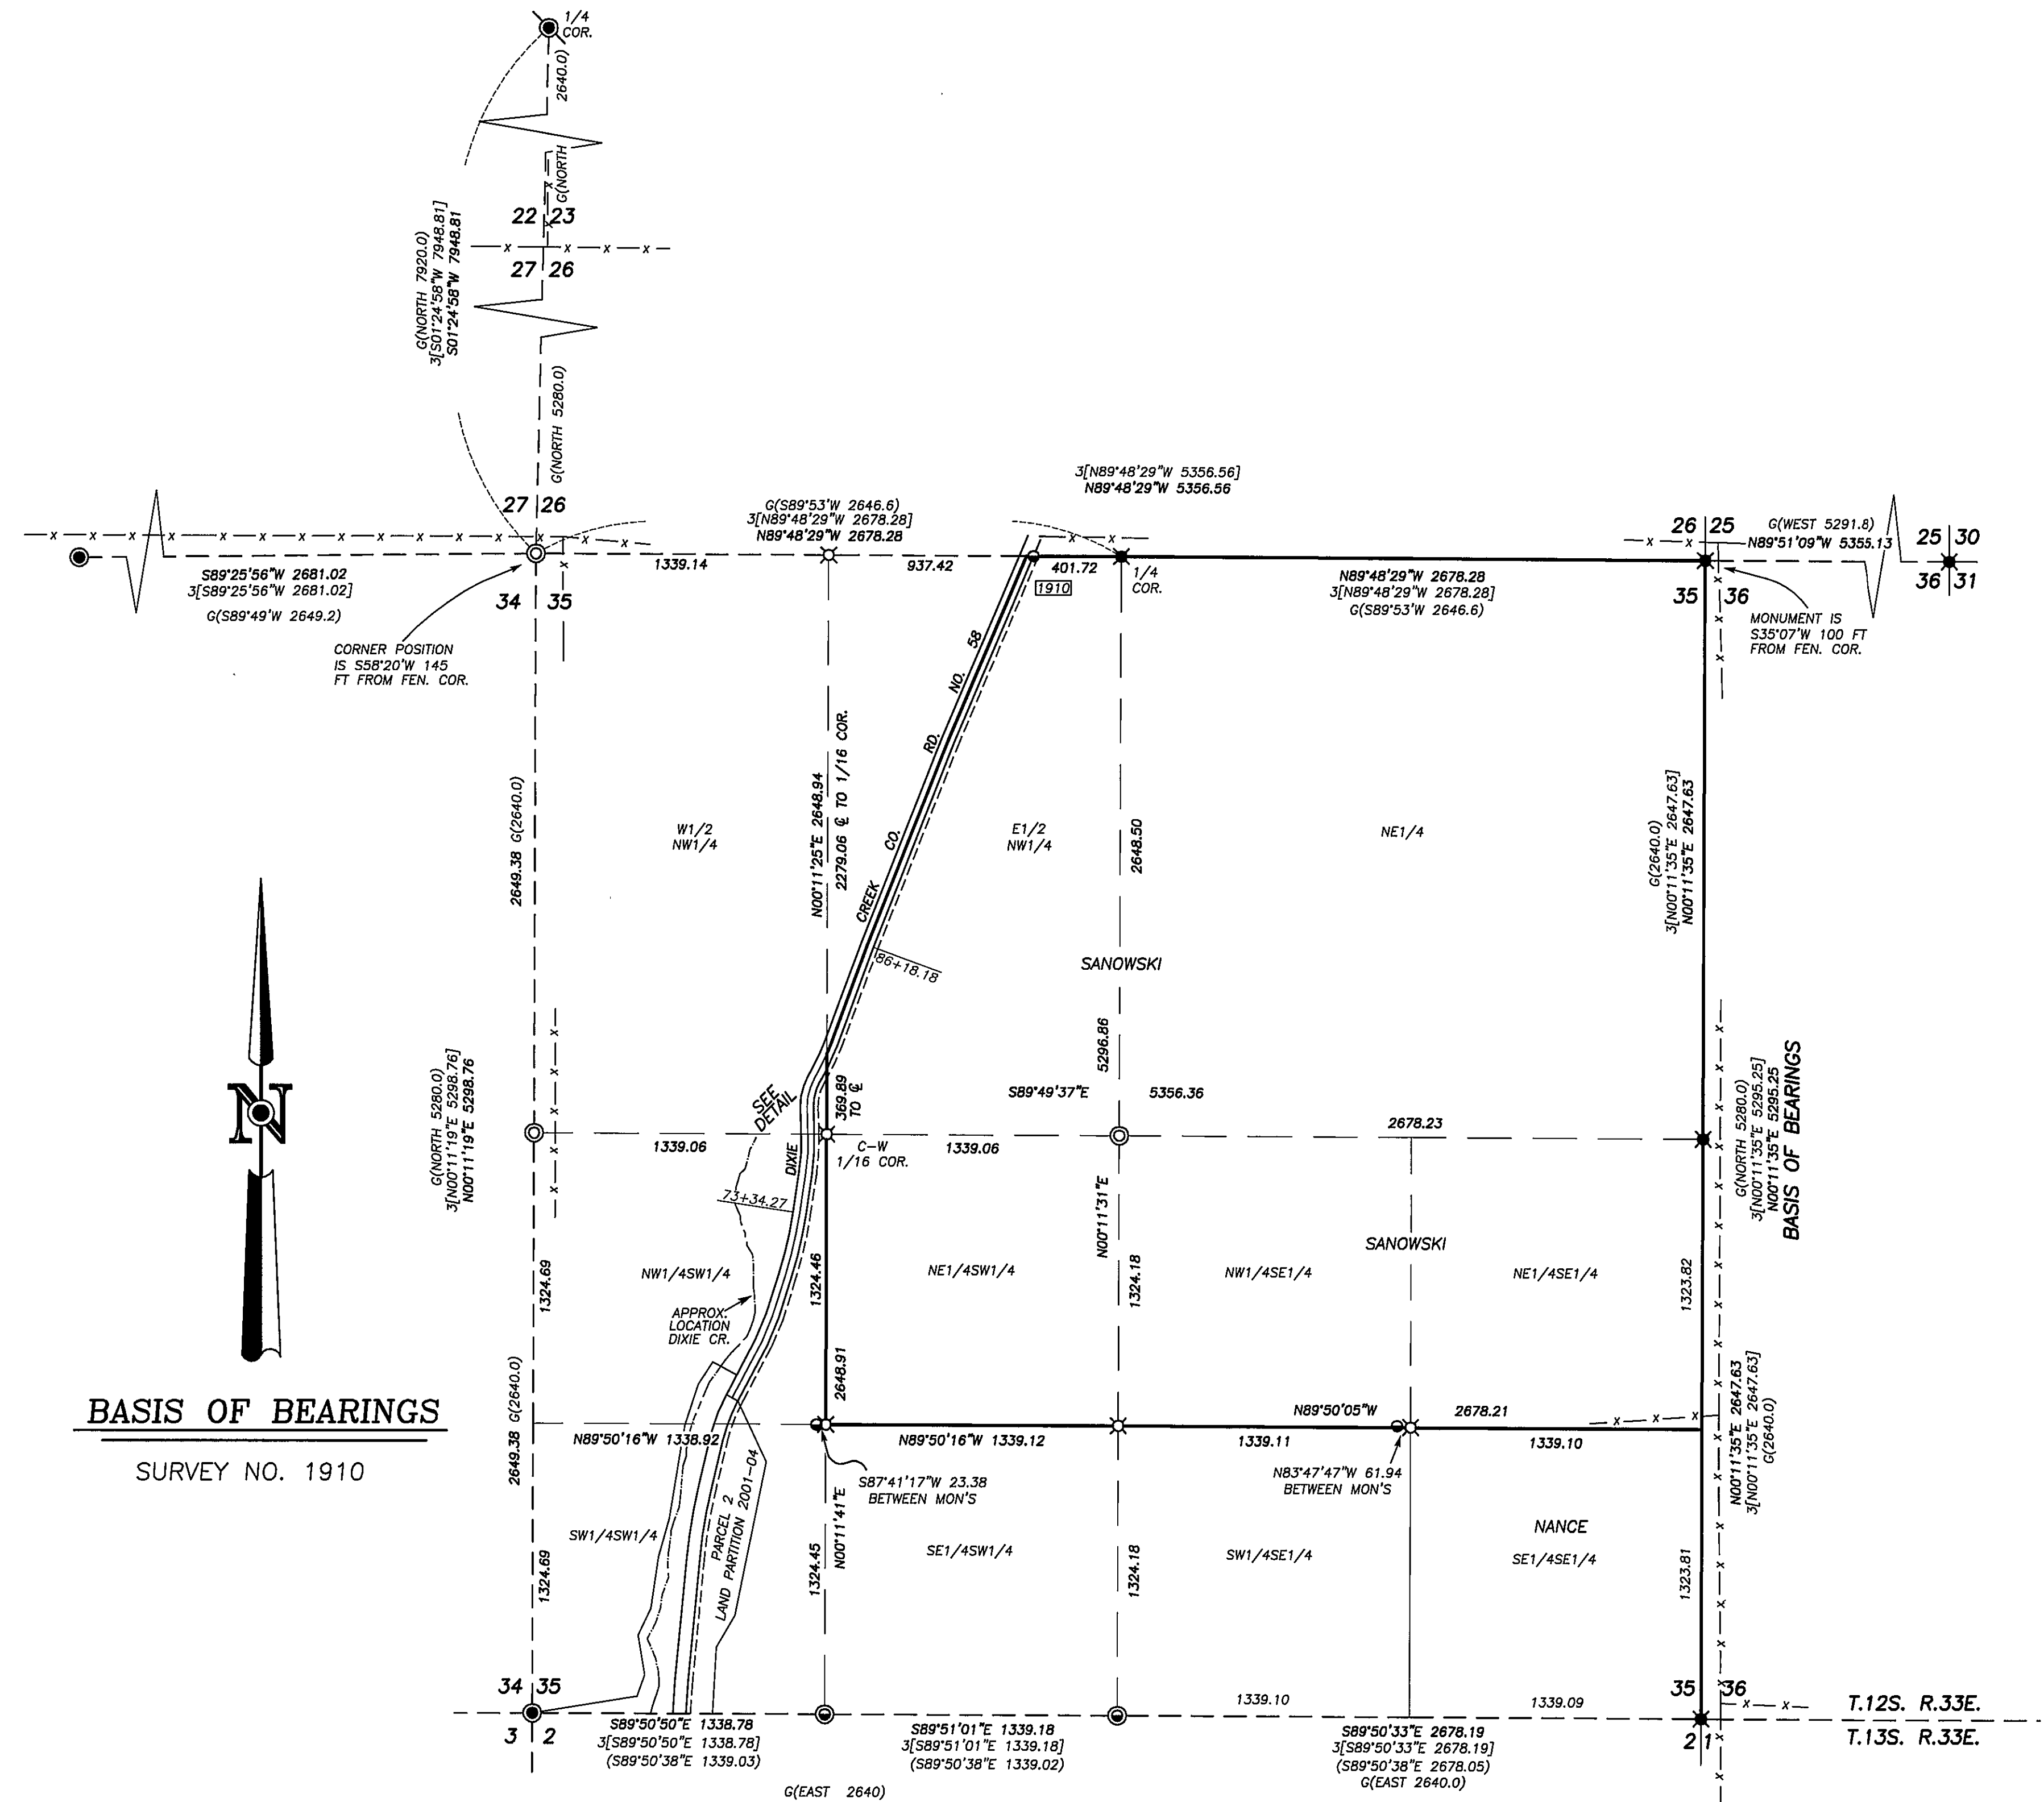 1/4
COR.
2640.0)
G(NORTH
22 23
27 26
G(NORTH 7920.0)
3[S01°24'58"W 7948.81]
S01°24'58"W 7948.81
G(NORTH 5280.0)
27 26
34 35
S89°25'56"W 2681.02
3[S89°25'56"W 2681.02]
G(S89°49'W 2649.2)
CORNER POSITION
IS S58°20'W 145
FT FROM FEN. COR.
G(S89°53'W 2646.6)
3[N89°48'29"W 2678.28]
N89°48'29"W 2678.28
1339.14
937.42
3[N89°48'29"W 5356.56]
N89°48'29"W 5356.56
401.72
1910
1/4
COR.
N89°48'29"W 2678.28
3[N89°48'29"W 2678.28]
G(S89°53'W 2646.6)
26 25
35 36
G(WEST 5291.8)
N89°51'09"W 5355.13
25 30
36 31
MONUMENT IS
S35°07'W 100 FT
FROM FEN. COR.
2649.38 G(2640.0)
W1/2
NW1/4
N00°11'25"E 2648.94
2279.06 ℄ TO 1/16 COR.
DIXIE CREEK CO. RD. NO. 58
E1/2
NW1/4
2648.50
NE1/4
G(2640.0)
3[N00°11'35"E 2647.63]
N00°11'35"E 2647.63
86+18.18
SANOWSKI
N
BASIS OF BEARINGS
SURVEY NO. 1910
G(NORTH 5280.0)
3[N00°11'19"E 5298.76]
N00°11'19"E 5298.76
SEE
DETAIL
369.89
TO ℄
5296.86
S89°49'37"E 5356.36
1339.06
C-W
1/16 COR.
1339.06
2678.23
G(NORTH 5280.0)
3[N00°11'35"E 5295.25]
N00°11'35"E 5295.25
BASIS OF BEARINGS
73+34.27
N00°11'31"E
SANOWSKI
1324.69
NW1/4SW1/4
1324.46
NE1/4SW1/4
1324.18
NW1/4SE1/4
NE1/4SE1/4
1323.82
APPROX.
LOCATION
DIXIE CR.
2649.38 G(2640.0)
2648.91
N89°50'16"W 1338.92
N89°50'16"W 1339.12
1339.11
N89°50'05"W 2678.21
1339.10
N00°11'35"E 2647.63
3[N00°11'35"E 2647.63]
G(2640.0)
S87°41'17"W 23.38
BETWEEN MON'S
N83°47'47"W 61.94
BETWEEN MON'S
PARCEL 2
LAND PARTITION 2001-04
N00°11'41"E
1324.69
SW1/4SW1/4
1324.45
SE1/4SW1/4
1324.18
SW1/4SE1/4
NANCE
SE1/4SE1/4
1323.81
34 35
3 2
1339.10
1339.09
35 36
2 1
T.12S. R.33E.
T.13S. R.33E.
S89°50'50"E 1338.78
3[S89°50'50"E 1338.78]
(S89°50'38"E 1339.03)
S89°51'01"E 1339.18
3[S89°51'01"E 1339.18]
(S89°50'38"E 1339.02)
S89°50'33"E 2678.19
3[S89°50'33"E 2678.19]
(S89°50'38"E 2678.05)
G(EAST 2640.0)
G(EAST 2640)